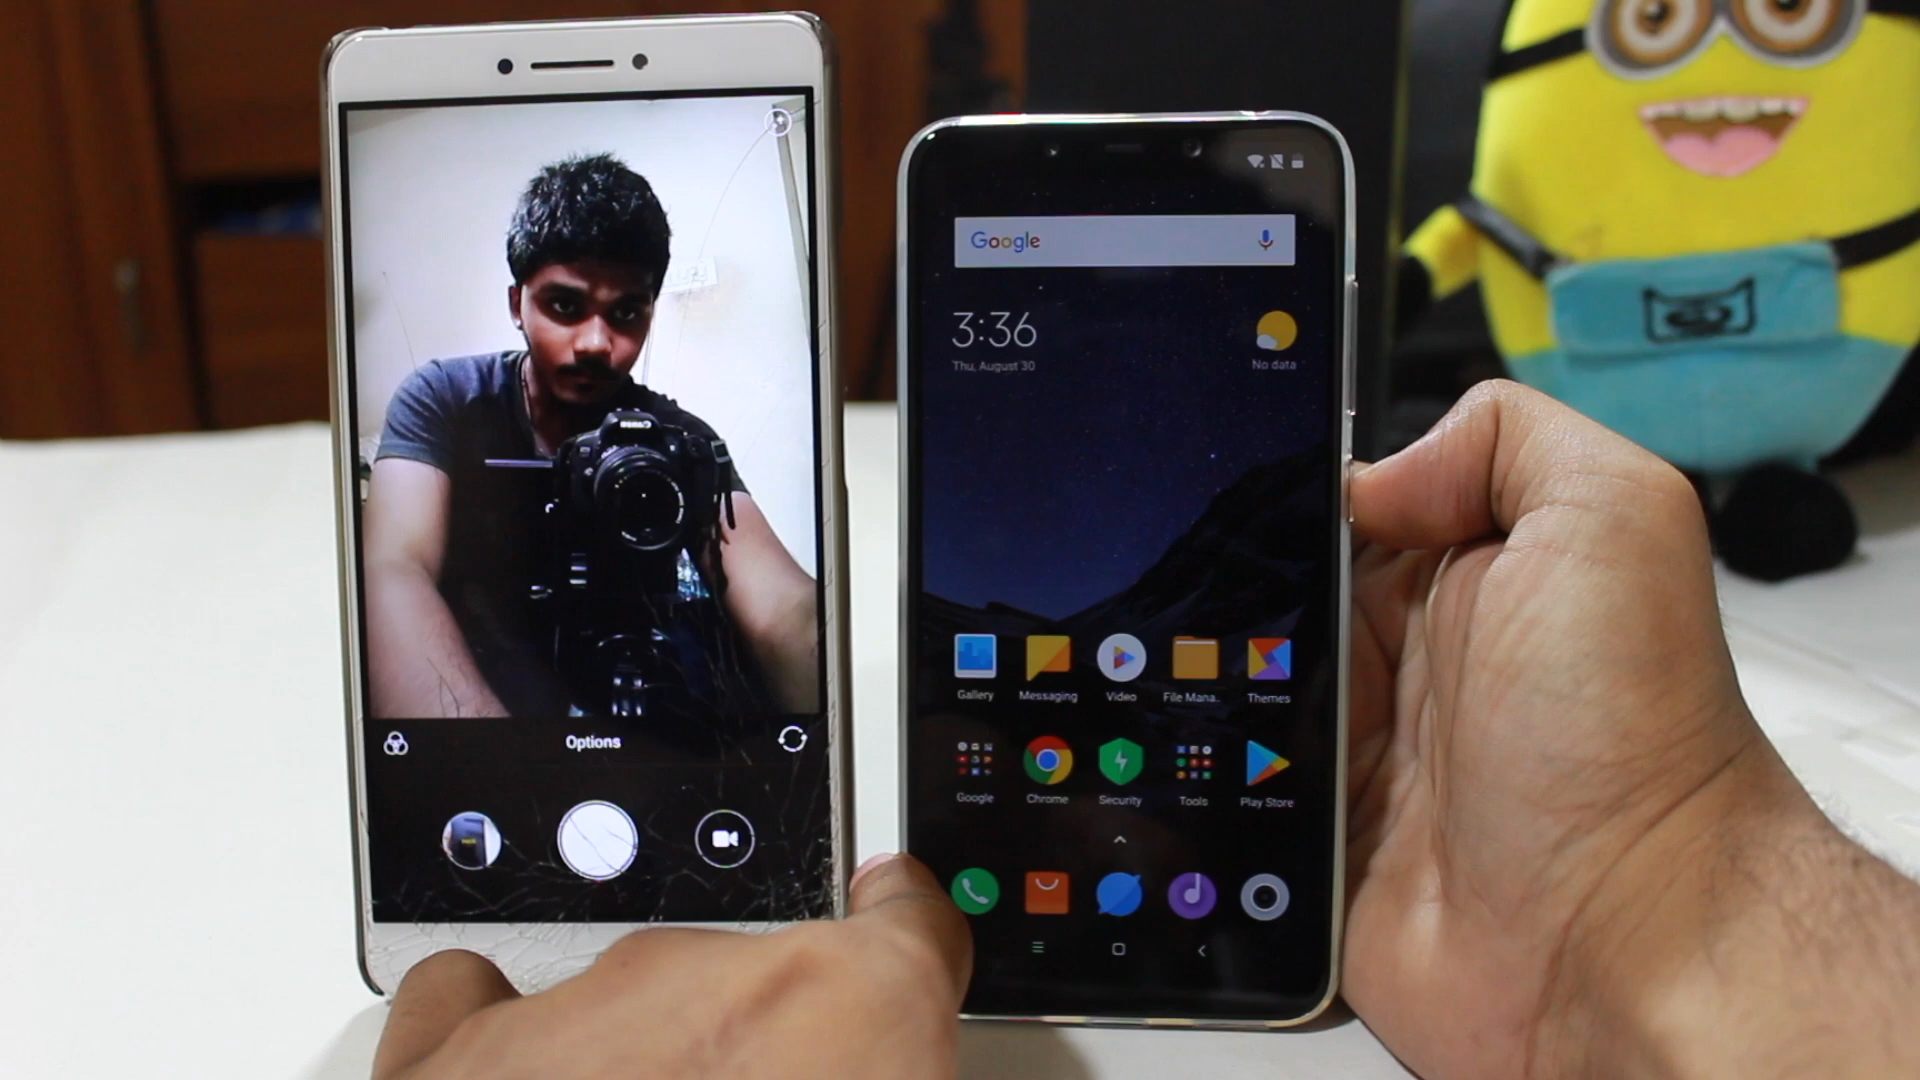 Canon
Options
Google
3:36
Thu, August 30
No data
Gallery
Messaging
Video
File Mana..
Themes
Google
Chrome
Security
Tools
Play Store